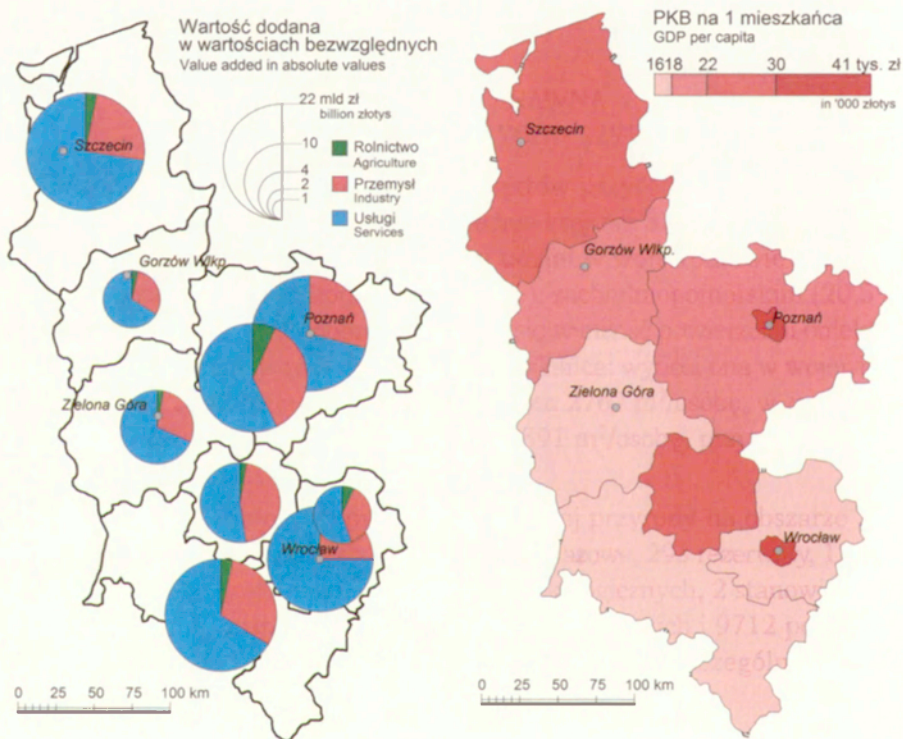 Wartość dodana
w wartościach bezwzględnych
Value added in absolute values
22 mld zł
billion złotys
10
4
2
1
Rolnictwo
Agriculture
Przemysł
Industry
Usługi
Services
Szczecin
Gorzów Wlkp.
Poznań
Zielona Góra
Wrocław
0 25 50 75 100 km
PKB na 1 mieszkańca
GDP per capita
1618 22 30 41 tys. zł
in '000 złotys
Szczecin
Gorzów Wlkp.
Poznań
Zielona Góra
Wrocław
0 25 50 75 100 km